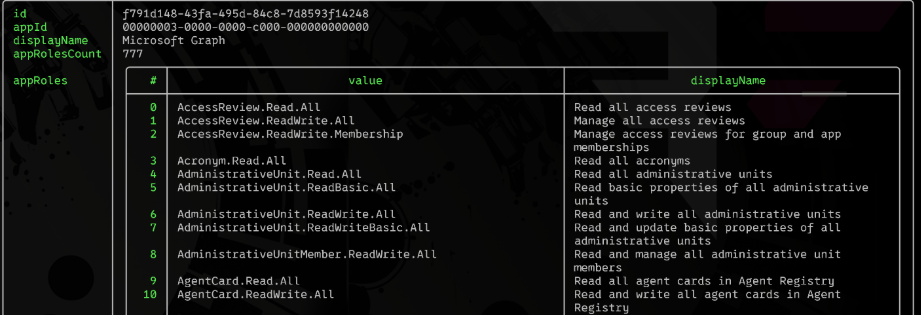 id f791d148-43fa-495d-84c8-7d8593f14248
appId 00000003-0000-0000-c000-000000000000
displayName Microsoft Graph
appRolesCount 777
appRoles # value displayName
0 AccessReview.Read.All Read all access reviews
1 AccessReview.ReadWrite.All Manage all access reviews
2 AccessReview.ReadWrite.Membership Manage access reviews for group and app
memberships
3 Acronym.Read.All Read all acronyms
4 AdministrativeUnit.Read.All Read all administrative units
5 AdministrativeUnit.ReadBasic.All Read basic properties of all administrative
units
6 AdministrativeUnit.ReadWrite.All Read and write all administrative units
7 AdministrativeUnit.ReadWriteBasic.All Read and update basic properties of all
administrative units
8 AdministrativeUnitMember.ReadWrite.All Read and manage all administrative unit
members
9 AgentCard.Read.All Read all agent cards in Agent Registry
10 AgentCard.ReadWrite.All Read and write all agent cards in Agent
Registry